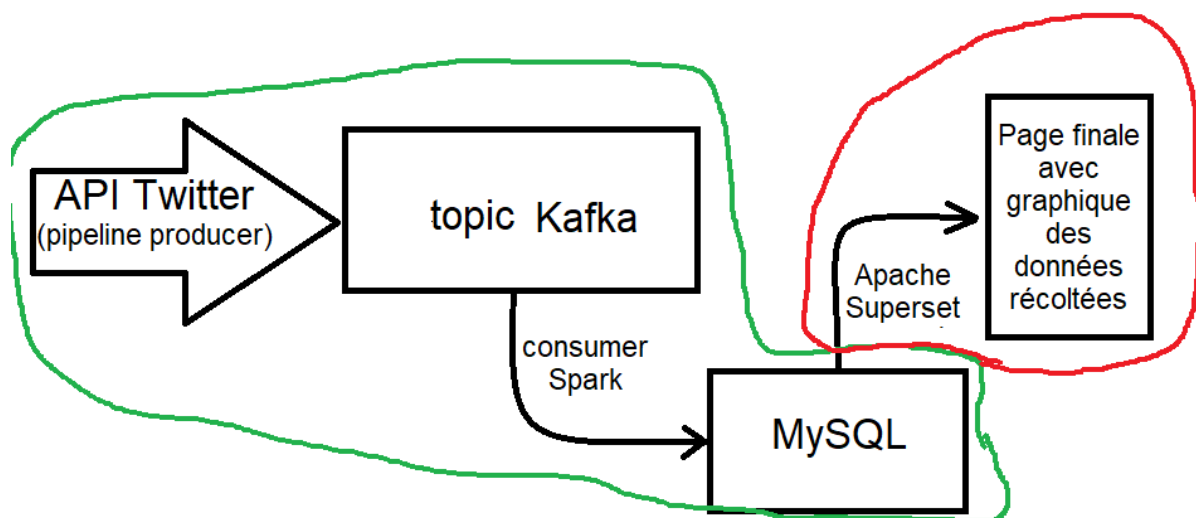 API Twitter
(pipeline producer)
topic Kafka
consumer
Spark
MySQL
Apache
Superset
Page finale
avec
graphique
des
données
récoltées